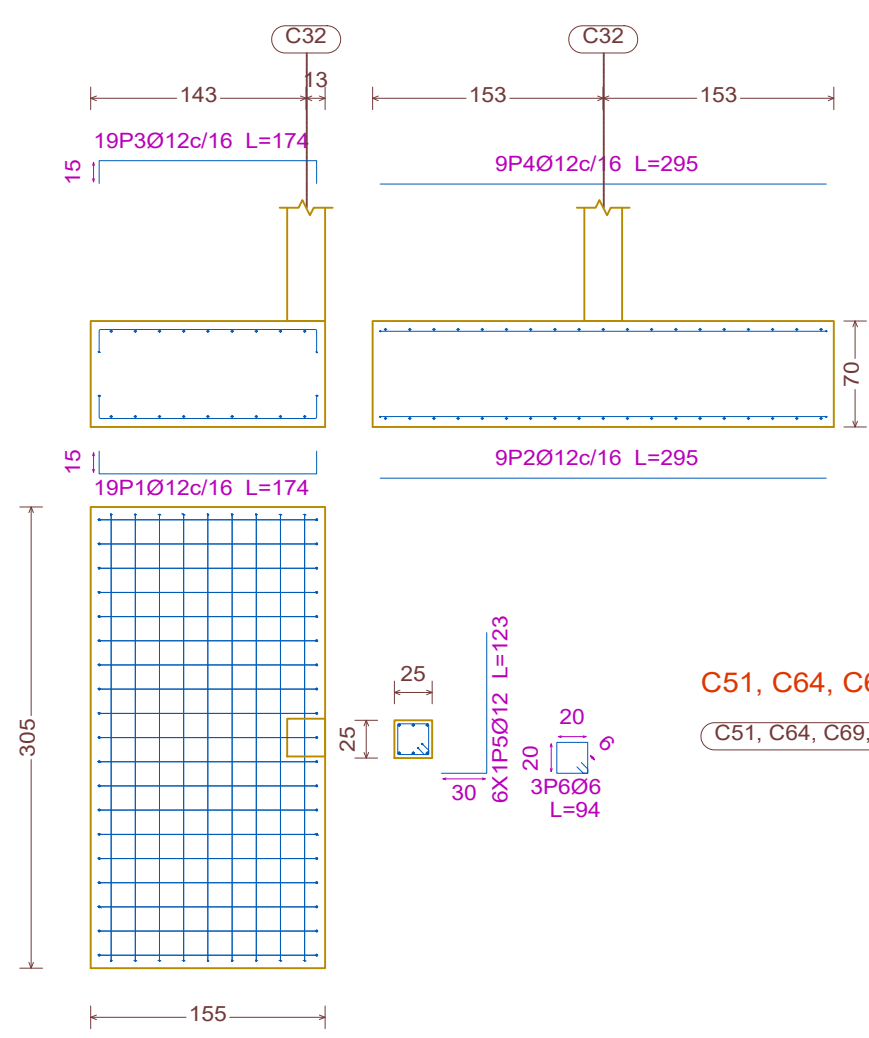 C32
C32
143
13
153
153
19P3Ø12c/16 L=174
15
9P4Ø12c/16 L=295
70
15
19P1Ø12c/16 L=174
9P2Ø12c/16 L=295
305
155
25
25
30
6X1P5Ø12 L=123
20
20
6
3P6Ø6
L=94
C51, C64, C6
C51, C64, C69,